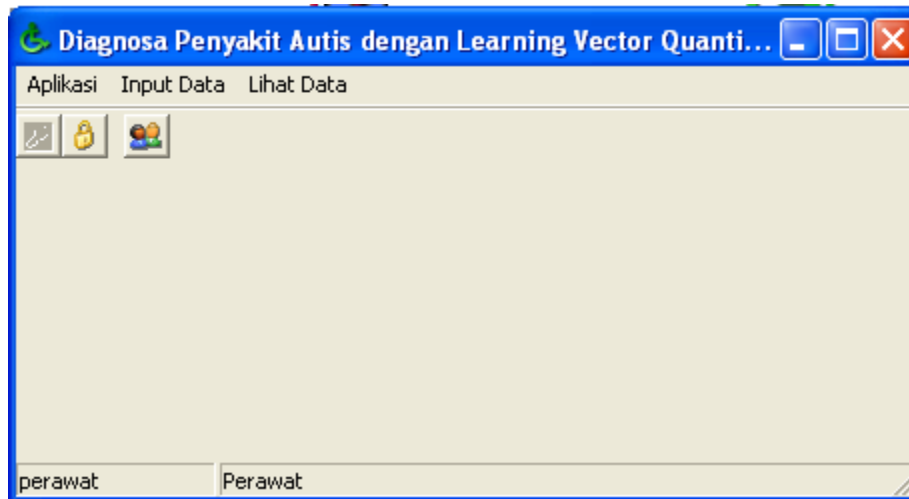 Diagnosa Penyakit Autis dengan Learning Vector Quanti...
Aplikasi Input Data Lihat Data
perawat Perawat